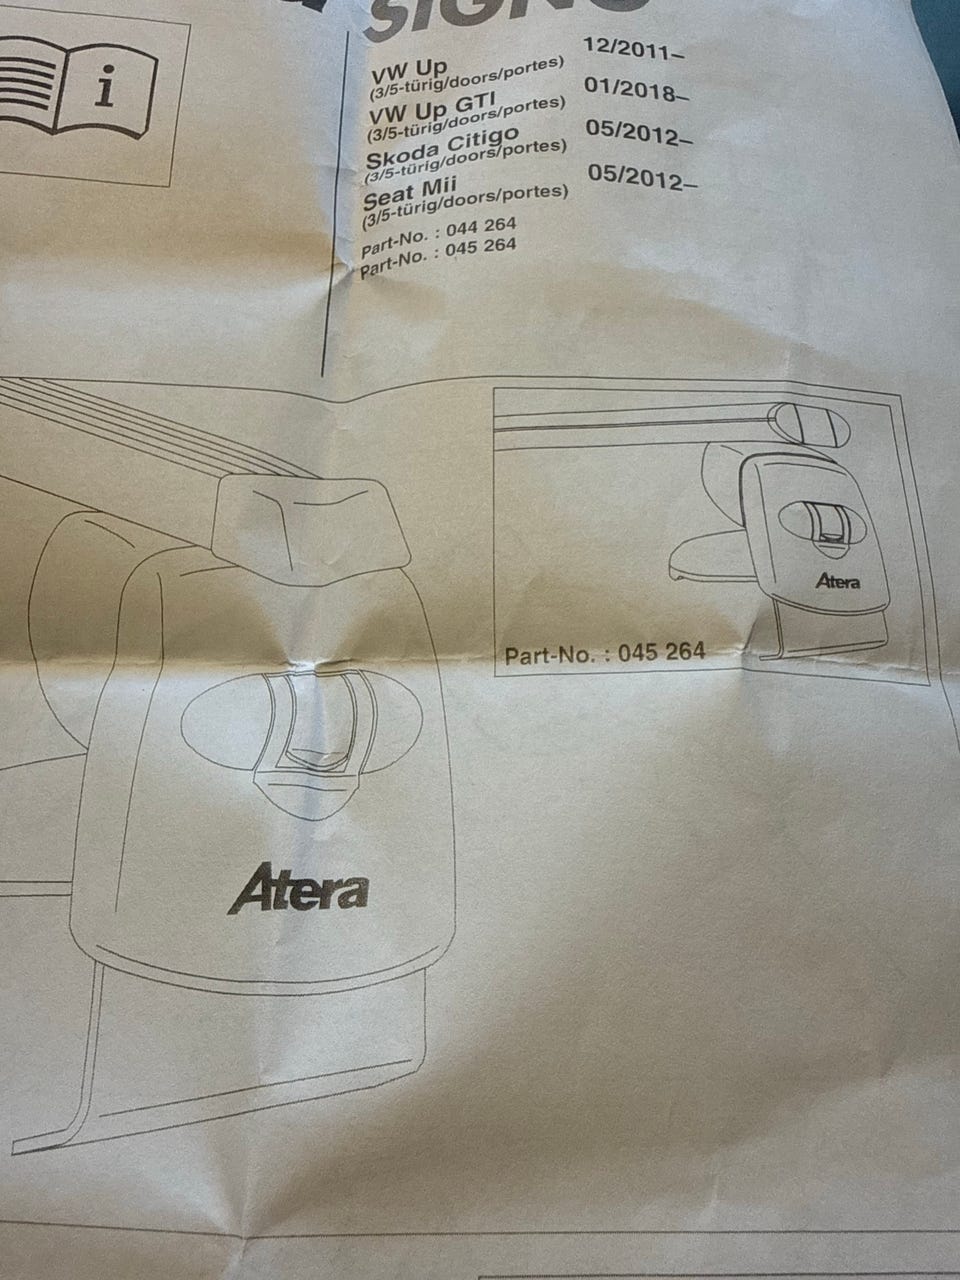 SIGNO
i
VW Up 12/2011–
(3/5-türig/doors/portes)
VW Up GTI 01/2018–
(3/5-türig/doors/portes)
Skoda Citigo 05/2012–
(3/5-türig/doors/portes)
Seat Mii 05/2012–
(3/5-türig/doors/portes)
Part-No. : 044 264
Part-No. : 045 264
Atera
Part-No. : 045 264
Atera